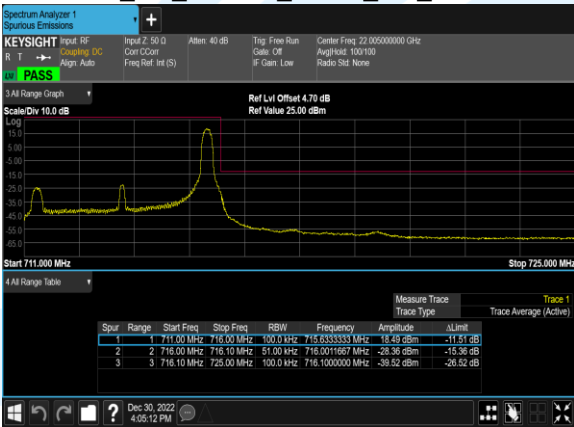 Spectrum Analyzer 1
Spurious Emissions
KEYSIGHT Input: RF Input Z: 50 Ω Atten: 40 dB Trig: Free Run Center Freq: 22.005000000 GHz
R T Coupling: DC Corr CCorr Gate: Off Avg|Hold: 100/100
Align: Auto Freq Ref: Int (S) IF Gain: Low Radio Std: None
LXI PASS
3 All Range Graph
Ref Lvl Offset 4.70 dB
Scale/Div 10.0 dB Ref Value 25.00 dBm
Log
15.0
5.00
-5.00
-15.0
-25.0
-35.0
-45.0
-55.0
-65.0
Start 711.000 MHz Stop 725.000 MHz
4 All Range Table
Measure Trace Trace 1
Trace Type Trace Average (Active)
Spur Range Start Freq Stop Freq RBW Frequency Amplitude ΔLimit
1 1 711.00 MHz 716.00 MHz 100.0 kHz 715.6333333 MHz 18.49 dBm -11.51 dB
2 2 716.00 MHz 716.10 MHz 51.00 kHz 716.0011667 MHz -28.36 dBm -15.36 dB
3 3 716.10 MHz 725.00 MHz 100.0 kHz 716.1000000 MHz -39.52 dBm -26.52 dB
? Dec 30, 2022
4:05:12 PM